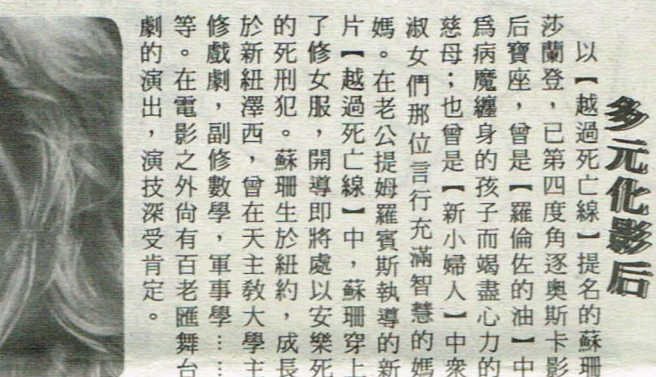 多元化影后
以【越過死亡線】提名的蘇珊
莎蘭登，已第四度角逐奧斯卡影
后寶座，曾是【羅倫佐的油】中
爲病魔纏身的孩子而竭盡心力的
慈母；也曾是【新小婦人】中衆
淑女們那位言行充滿智慧的媽
媽。在老公提姆羅賓斯執導的新
片【越過死亡線】中，蘇珊穿上
了修女服，開導即將處以安樂死
的死刑犯。蘇珊生於紐約，成長
於新紐澤西，曾在天主敎大學主
修戲劇，副修數學，軍事學……
等。在電影之外尙有百老匯舞台
劇的演出，演技深受肯定。